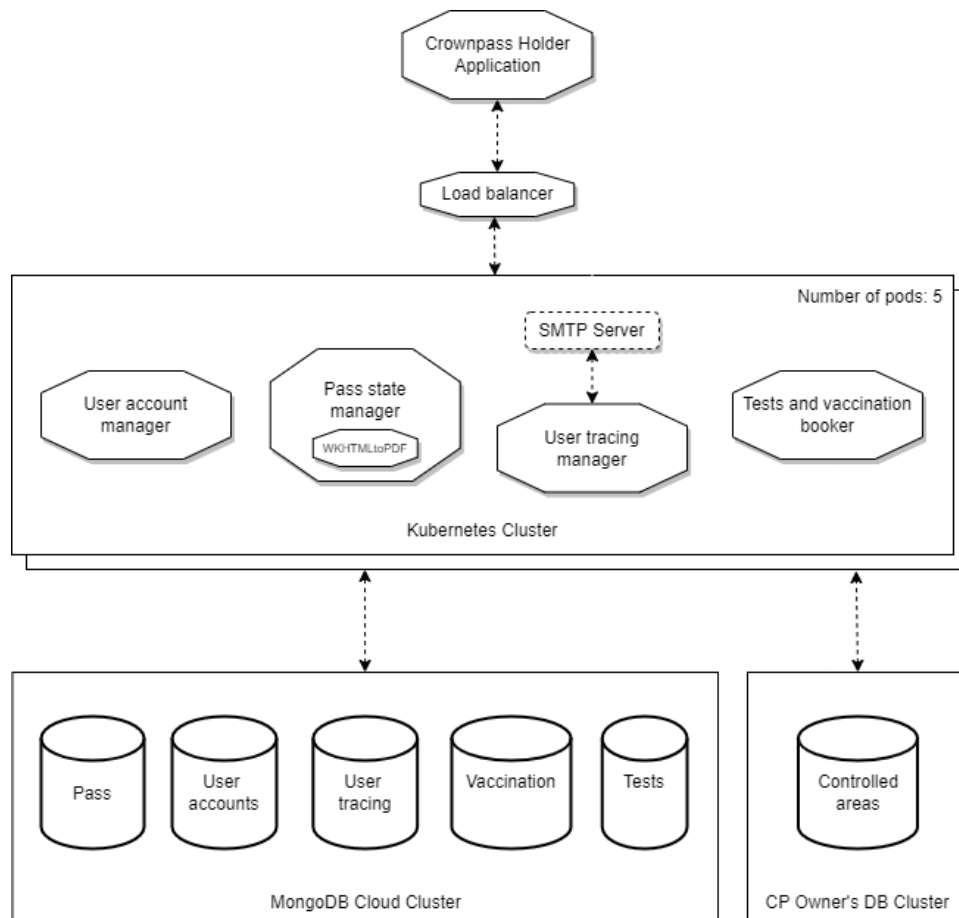 Crownpass Holder
Application
Load balancer
Number of pods: 5
SMTP Server
User account
manager
Pass state
manager
WKHTMLtoPDF
User tracing
manager
Tests and vaccination
booker
Kubernetes Cluster
Pass
User
accounts
User
tracing
Vaccination
Tests
Controlled
areas
MongoDB Cloud Cluster
CP Owner's DB Cluster